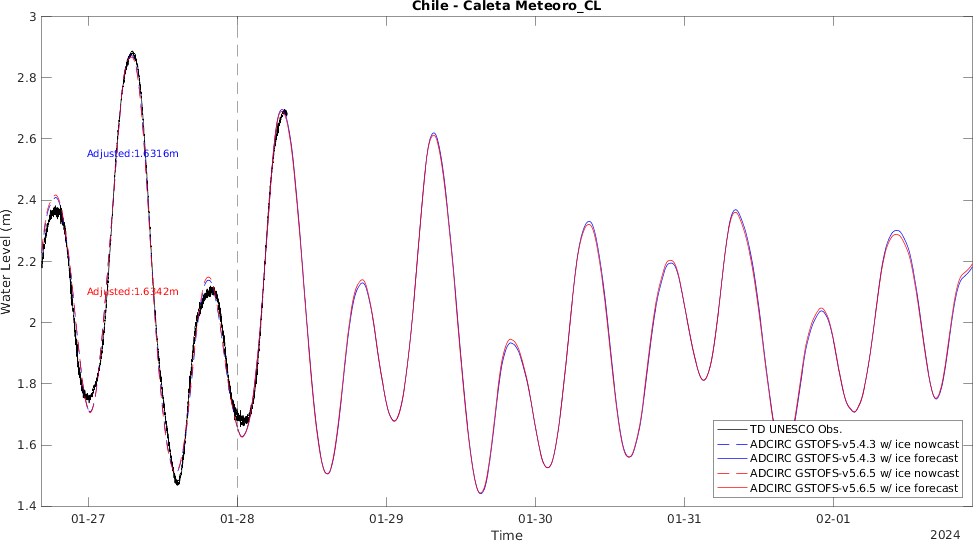 Chile - Caleta Meteoro_CL
3
2.8
2.6
2.4
2.2
2
1.8
1.6
1.4
Water Level (m)
Adjusted:1.6316m
Adjusted:1.6342m
TD UNESCO Obs.
ADCIRC GSTOFS-v5.4.3 w/ ice nowcast
ADCIRC GSTOFS-v5.4.3 w/ ice forecast
ADCIRC GSTOFS-v5.6.5 w/ ice nowcast
ADCIRC GSTOFS-v5.6.5 w/ ice forecast
01-27 01-28 01-29 01-30 01-31 02-01
Time
2024